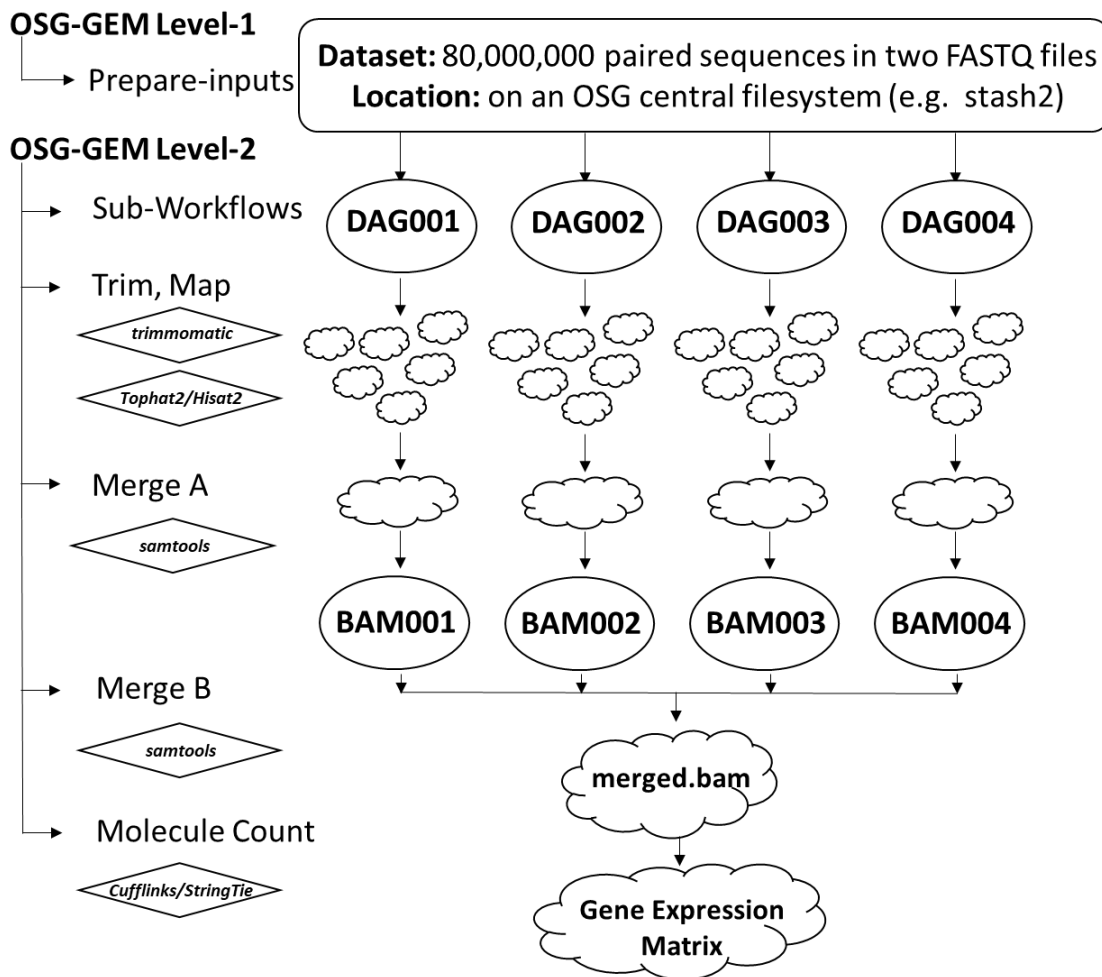 OSG-GEM Level-1
Prepare-inputs
Dataset: 80,000,000 paired sequences in two FASTQ files
Location: on an OSG central filesystem (e.g. stash2)
OSG-GEM Level-2
Sub-Workflows
DAG001 DAG002 DAG003 DAG004
Trim, Map
trimmomatic
Tophat2/Hisat2
Merge A
samtools
BAM001 BAM002 BAM003 BAM004
Merge B
samtools
merged.bam
Molecule Count
Cufflinks/StringTie
Gene Expression
Matrix